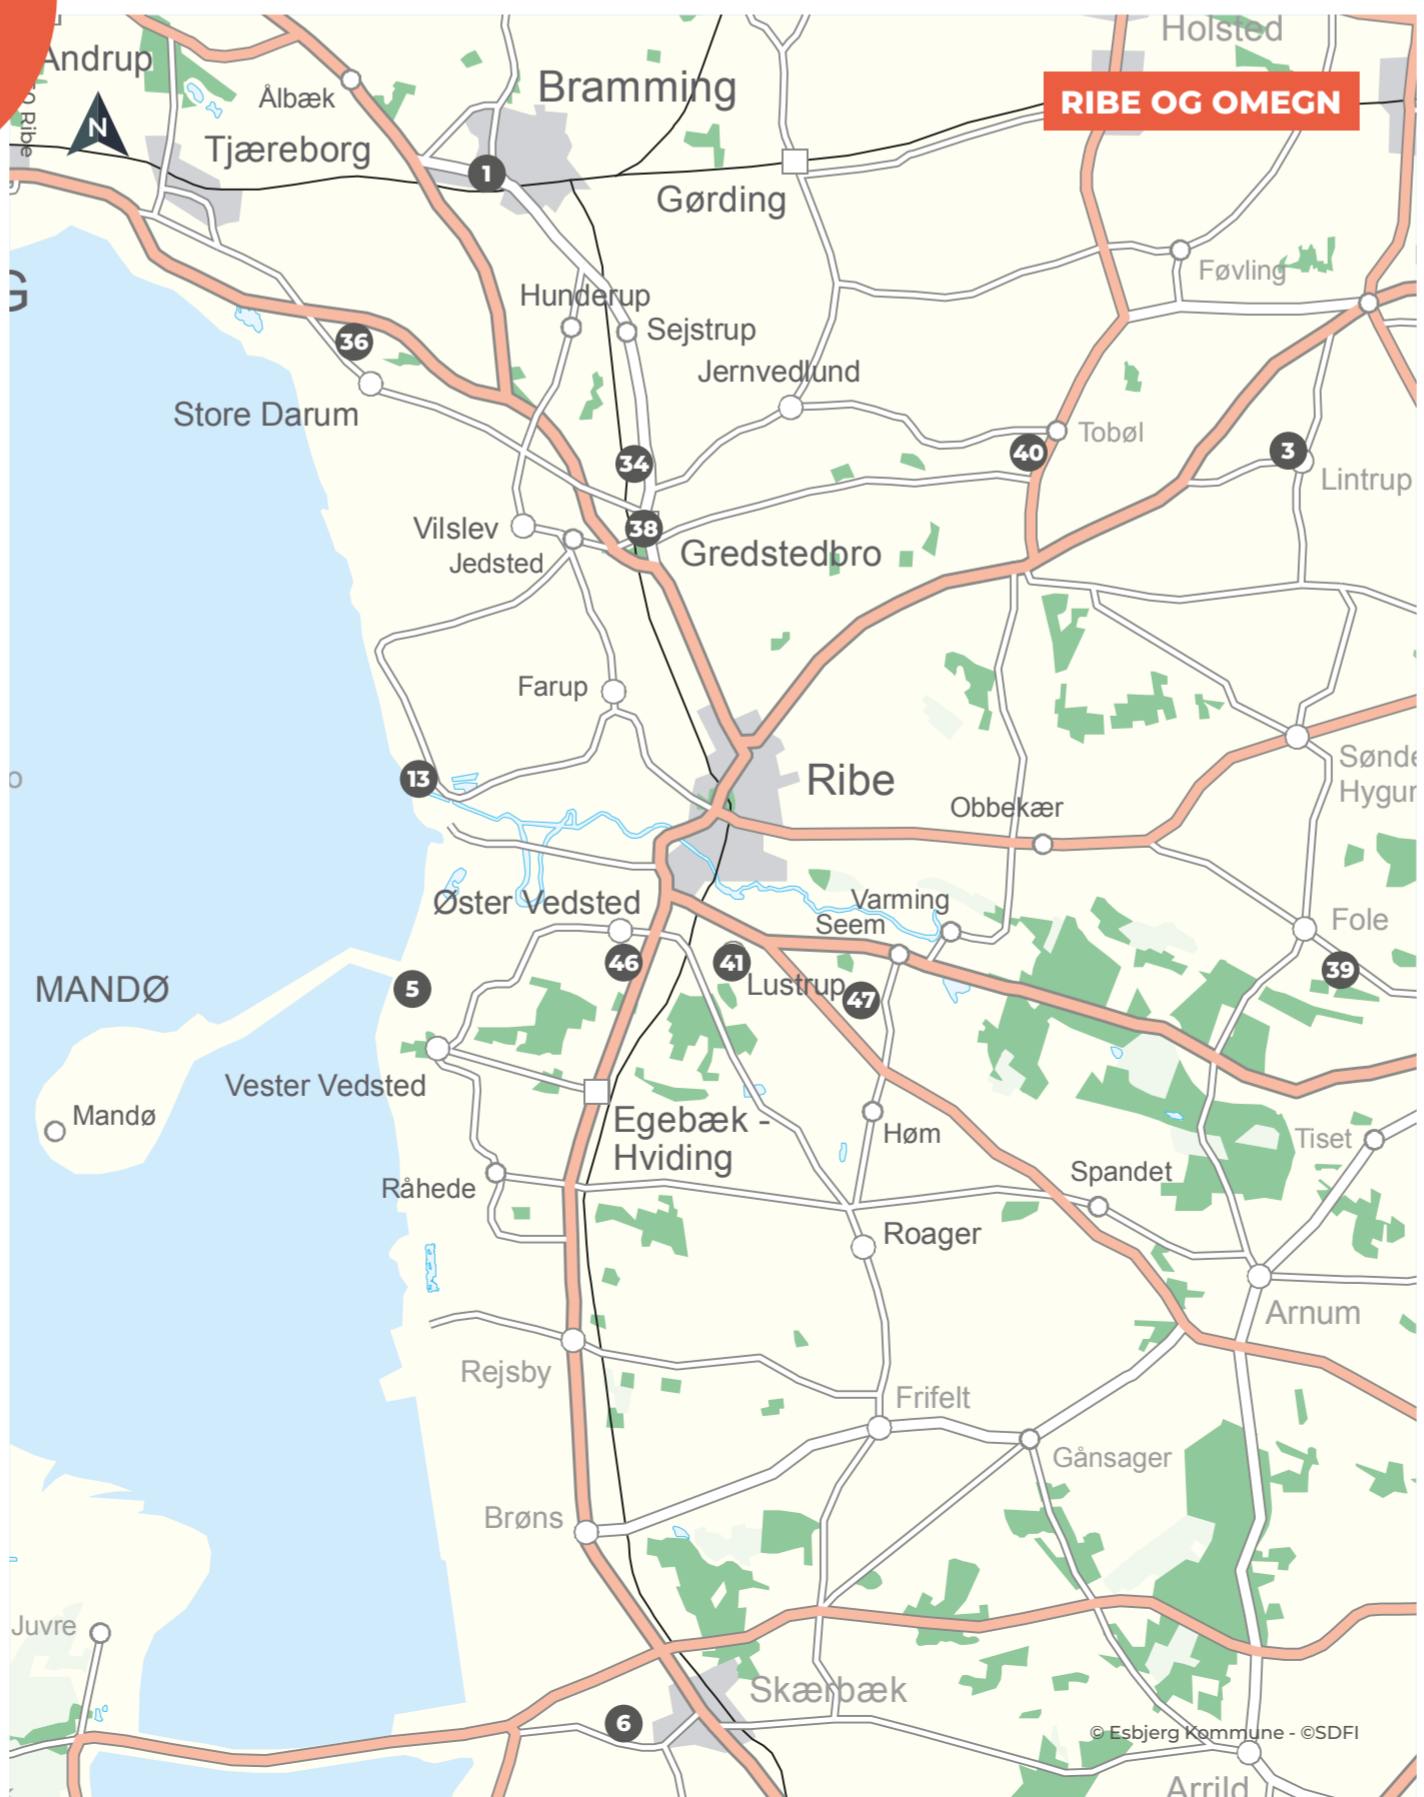 Holsted
Andrup
Bramming
RIBE OG OMEGN
Ålbæk
N
Ribe
Tjæreborg
1
Gørding
Føvling
G
Hunderup
Sejstrup
36
Jernvedlund
Store Darum
Tobøl
40
3
34
Lintrup
Vilslev
38
Jedsted
Gredstedbro
Farup
13
Ribe
Sønde
Hygur
Obbekær
Øster Vedsted
Varming
Seem
Fole
46
41
39
MANDØ
5
Lustrup
47
Vester Vedsted
Mandø
Egebæk -
Hviding
Høm
Tiset
Råhede
Spandet
Roager
Arnum
Rejsby
Frifelt
Gånsager
Brøns
Juvre
Skærbæk
6
© Esbjerg Kommune - ©SDFI
Arrild